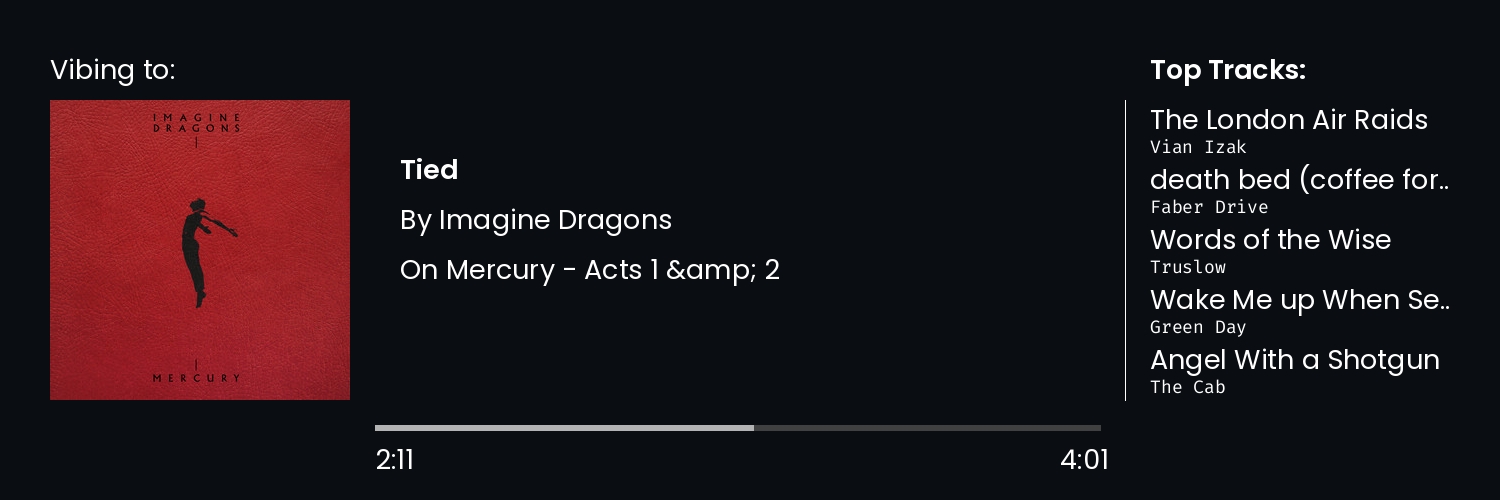 Vibing to:
IMAGINE
DRAGONS
MERCURY
Tied
By Imagine Dragons
On Mercury - Acts 1 &amp; 2
2:11
4:01
Top Tracks:
The London Air Raids
Vian Izak
death bed (coffee for..
Faber Drive
Words of the Wise
Truslow
Wake Me up When Se..
Green Day
Angel With a Shotgun
The Cab